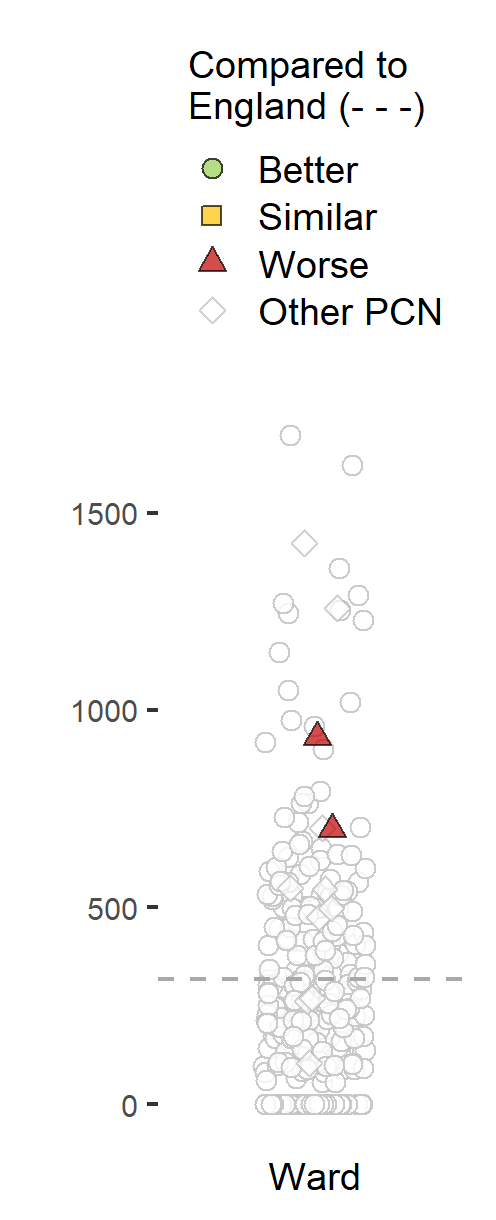 Compared to
England (- - -)
Better
Similar
Worse
Other PCN
1500
1000
500
0
Ward